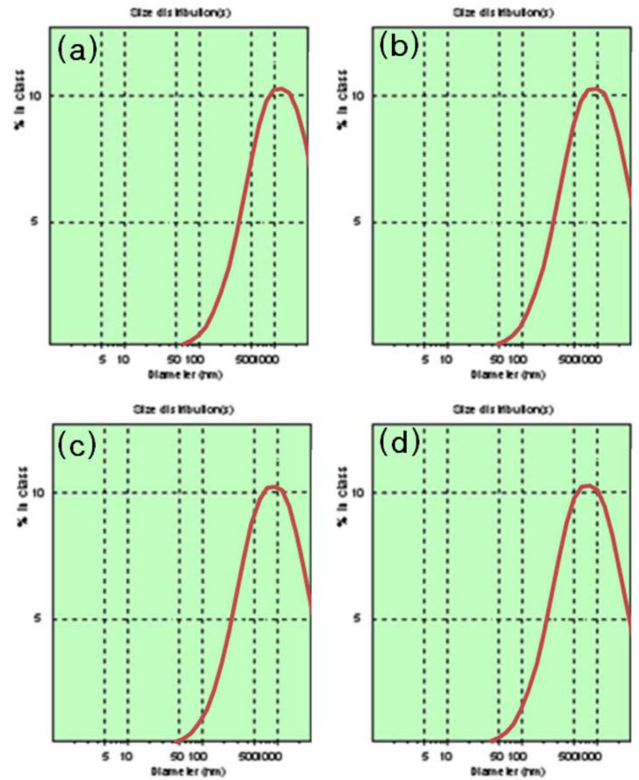 Size distribution(s)
(a)
% in class
10
5
5 10 50 100 500 1000
Diameter (nm)
Size distribution(s)
(b)
% in class
10
5
5 10 50 100 500 1000
Diameter (nm)
Size distribution(s)
(c)
% in class
10
5
5 10 50 100 500 1000
Diameter (nm)
Size distribution(s)
(d)
% in class
10
5
5 10 50 100 500 1000
Diameter (nm)